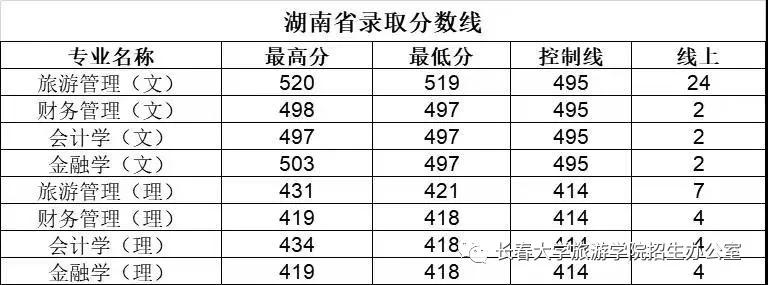 湖南省录取分数线
专业名称 最高分 最低分 控制线 线上
旅游管理（文） 520 519 495 24
财务管理（文） 498 497 495 2
会计学（文） 497 497 495 2
金融学（文） 503 497 495 2
旅游管理（理） 431 421 414 7
财务管理（理） 419 418 414 4
会计学（理） 434 418 414 4
金融学（理） 419 418 414 4
长春大学旅游学院招生办公室